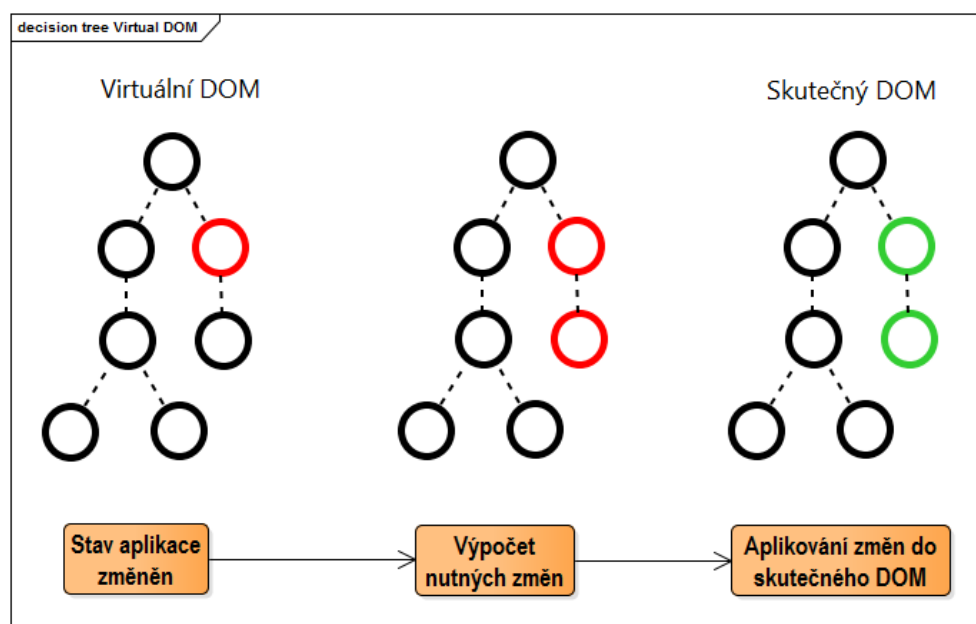 decision tree Virtual DOM
Virtuální DOM
Skutečný DOM
Stav aplikace
změněn
Výpočet
nutných změn
Aplikování změn do
skutečného DOM